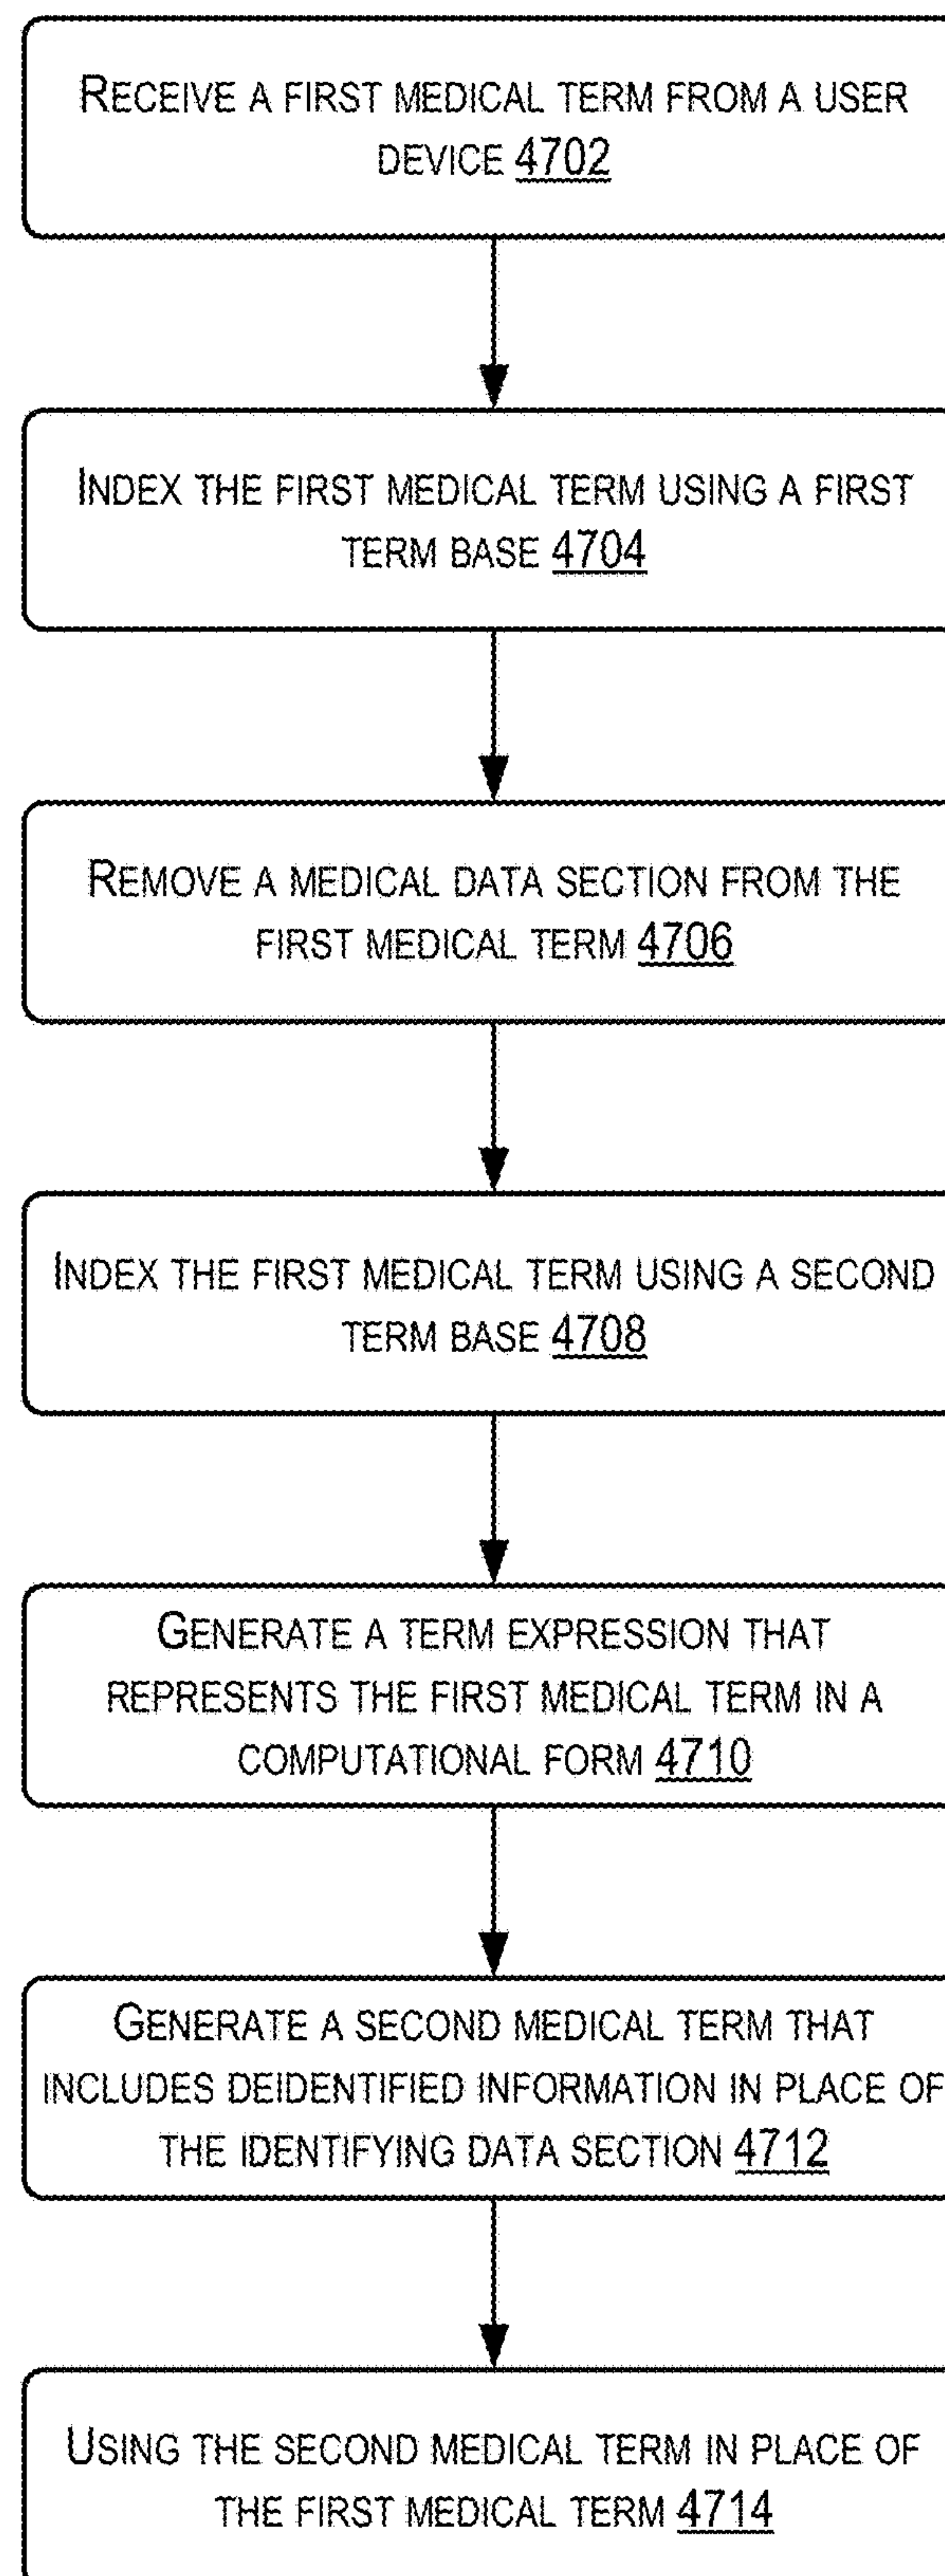 RECEIVE A FIRST MEDICAL TERM FROM A USER
DEVICE 4702
INDEX THE FIRST MEDICAL TERM USING A FIRST
TERM BASE 4704
REMOVE A MEDICAL DATA SECTION FROM THE
FIRST MEDICAL TERM 4706
INDEX THE FIRST MEDICAL TERM USING A SECOND
TERM BASE 4708
GENERATE A TERM EXPRESSION THAT
REPRESENTS THE FIRST MEDICAL TERM IN A
COMPUTATIONAL FORM 4710
GENERATE A SECOND MEDICAL TERM THAT
INCLUDES DEIDENTIFIED INFORMATION IN PLACE OF
THE IDENTIFYING DATA SECTION 4712
USING THE SECOND MEDICAL TERM IN PLACE OF
THE FIRST MEDICAL TERM 4714